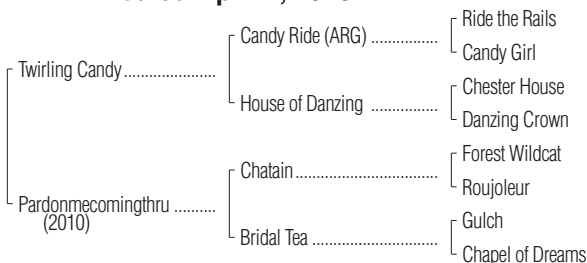 Ride the Rails
Candy Ride (ARG) ................
Candy Girl
Twirling Candy ......................
Chester House
House of Danzing ................
Danzing Crown
Forest Wildcat
Chatain ..................................
Roujoleur
Pardonmecomingthru ..........
(2010)
Gulch
Bridal Tea ..............................
Chapel of Dreams